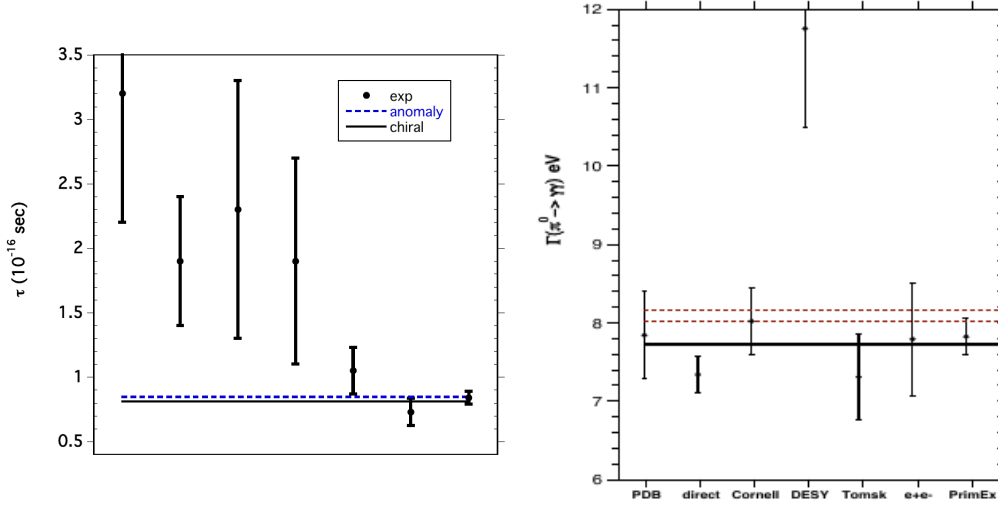 3.5
3
2.5
2
1.5
1
0.5
τ (10⁻¹⁶ sec)
exp
anomaly
chiral
12
11
10
9
8
7
6
Γ(π⁰−> γγ) eV
PDB direct Cornell DESY Tomsk e+e- PrimEx